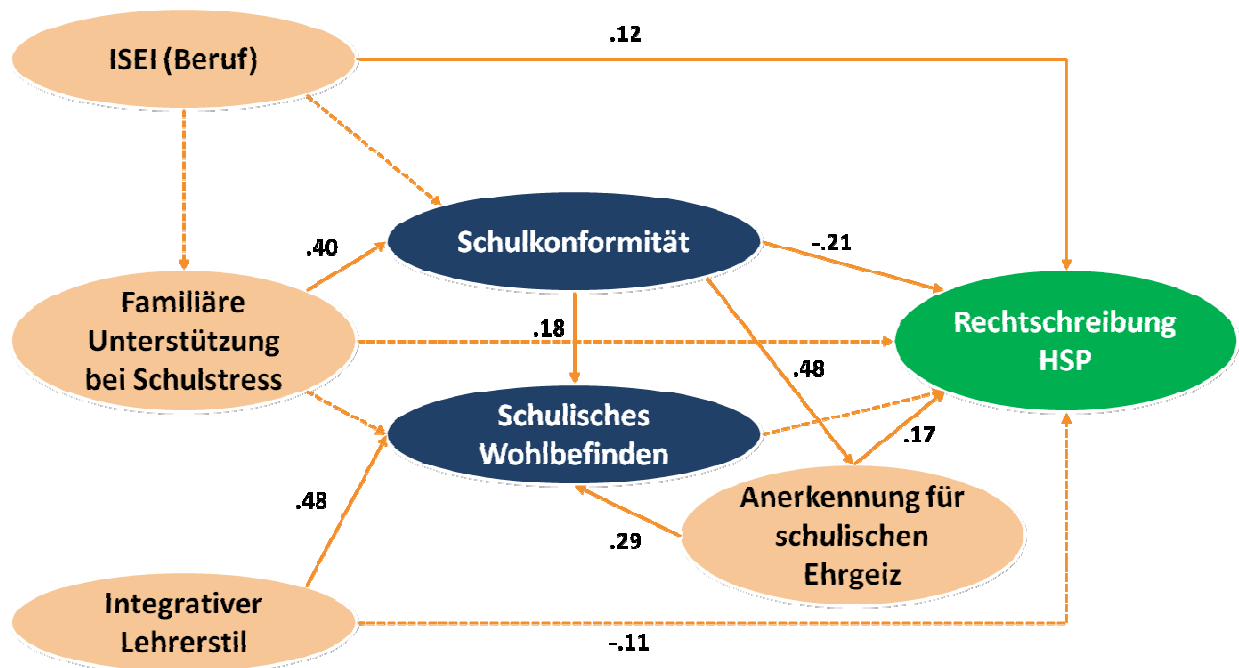 .12
ISEI (Beruf)
Schulkonformität
-.21
.40
Familiäre
Unterstützung
bei Schulstress
.18
Rechtschreibung
HSP
.48
Schulisches
Wohlbefinden
.17
.48
Anerkennung für
schulischen
Ehrgeiz
.29
Integrativer
Lehrerstil
-.11